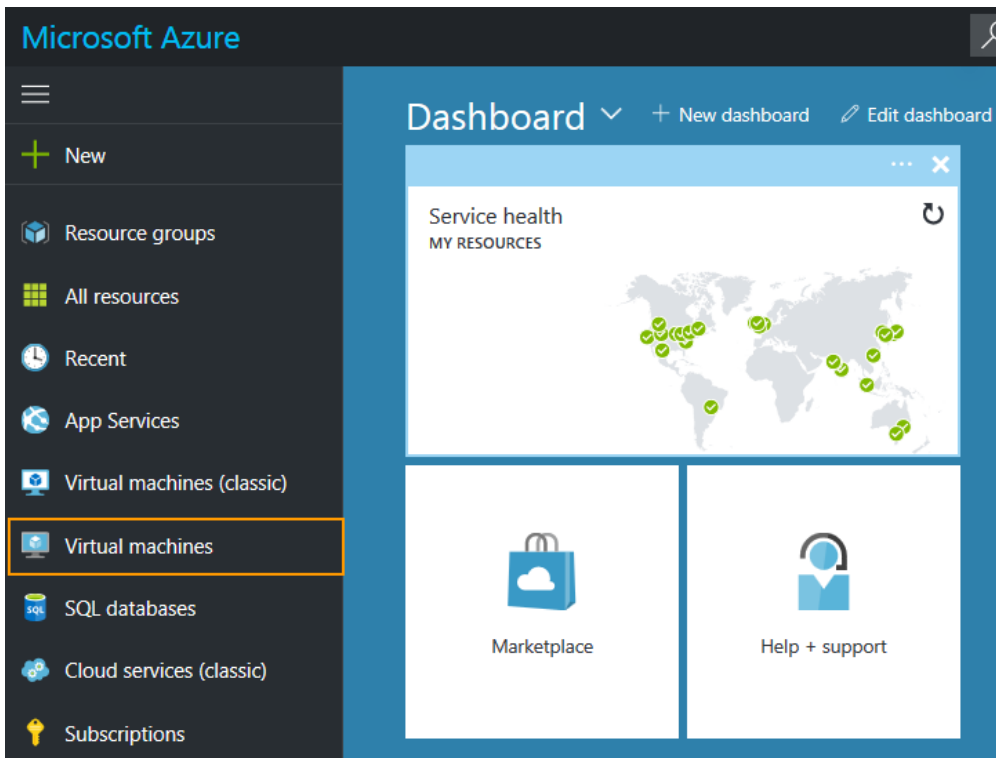 Microsoft Azure
Dashboard
New dashboard
Edit dashboard
New
Resource groups
All resources
Recent
App Services
Virtual machines (classic)
Virtual machines
SQL
SQL databases
Cloud services (classic)
Subscriptions
Service health
MY RESOURCES
Marketplace
Help + support